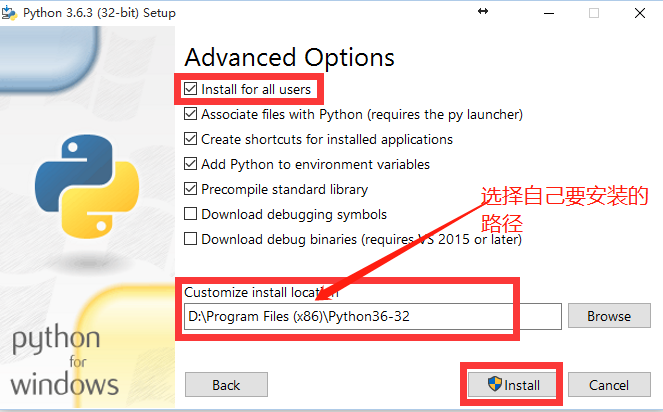 Python 3.6.3 (32-bit) Setup
Advanced Options
Install for all users
Associate files with Python (requires the py launcher)
Create shortcuts for installed applications
Add Python to environment variables
Precompile standard library
Download debugging symbols
Download debug binaries (requires VS 2015 or later)
选择自己要安装的
路径
Customize install location
D:\Program Files (x86)\Python36-32
Browse
python
for
windows
Back
Install
Cancel